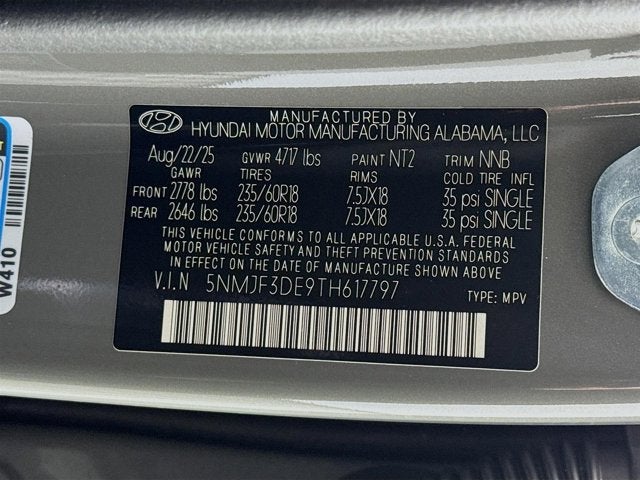 MANUFACTURED BY
HYUNDAI MOTOR MANUFACTURING ALABAMA, LLC
Aug/22/25 GVWR 4717 lbs PAINT NT2 TRIM NNB
GAWR TIRES RIMS COLD TIRE INFL
FRONT 2778 lbs 235/60R18 7.5JX18 35 psi SINGLE
REAR 2646 lbs 235/60R18 7.5JX18 35 psi SINGLE
THIS VEHICLE CONFORMS TO ALL APPLICABLE U.S.A. FEDERAL
MOTOR VEHICLE SAFETY AND THEFT PREVENTION STANDARDS
IN EFFECT ON THE DATE OF MANUFACTURE SHOWN ABOVE.
V.I.N 5NMJF3DE9TH617797 TYPE: MPV
W410